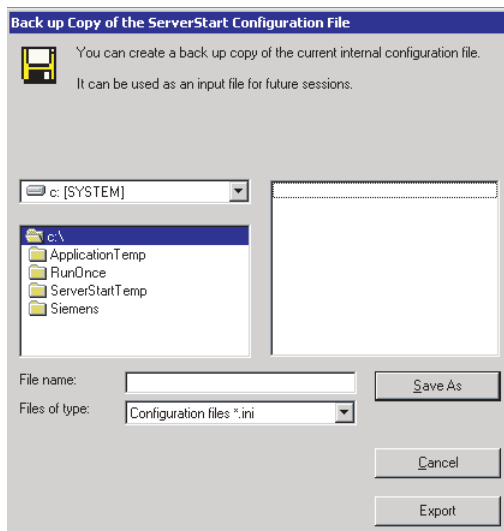 Back up Copy of the ServerStart Configuration File
You can create a back up copy of the current internal configuration file.
It can be used as an input file for future sessions.
c: [SYSTEM]
c:\
ApplicationTemp
RunOnce
ServerStartTemp
Siemens
File name:
Save As
Files of type:
Configuration files *.ini
Cancel
Export